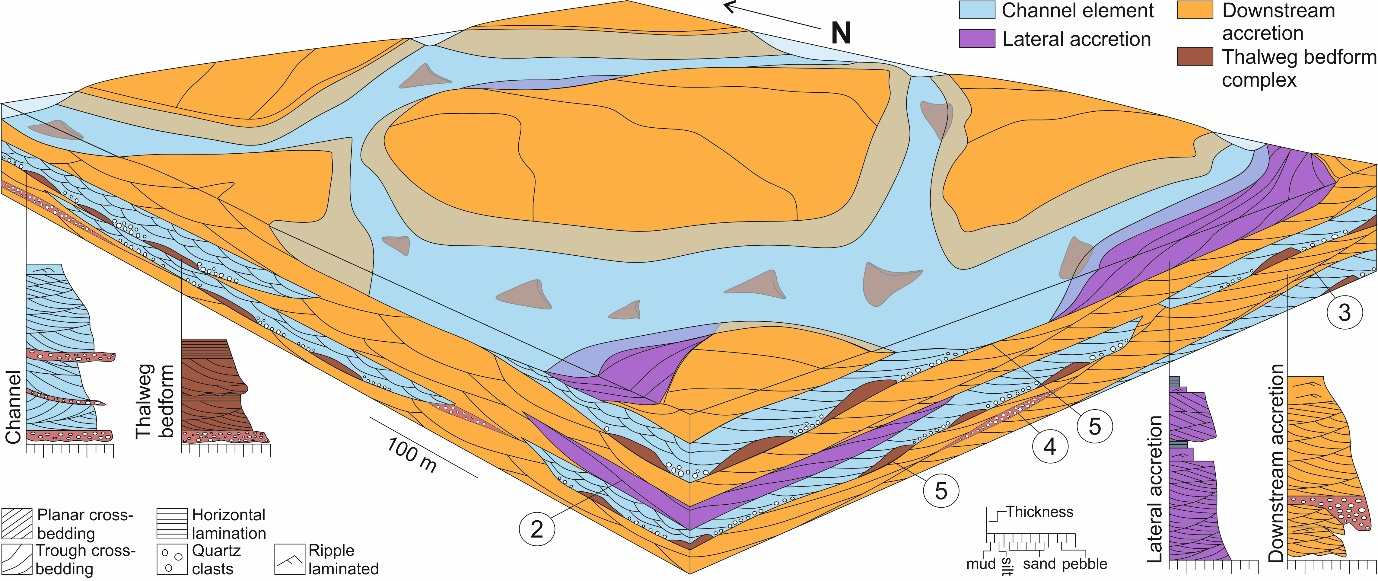 N
Channel element
Lateral accretion
Downstream
accretion
Thalweg bedform
complex
Channel
Thalweg
bedform
100 m
2
3
4
5
5
Lateral accretion
Downstream accretion
Planar cross-
bedding
Trough cross-
bedding
Horizontal
lamination
Quartz
clasts
Ripple
laminated
Thickness
mud silt sand pebble